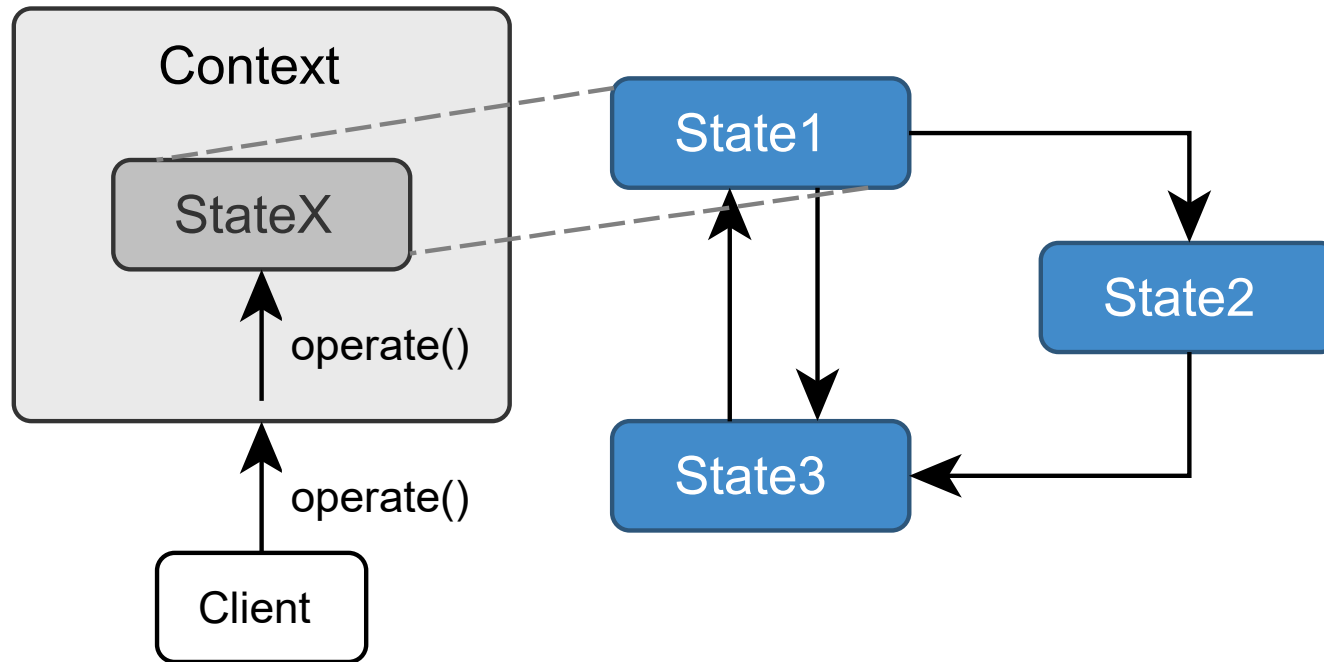 Context
StateX
operate()
operate()
Client
State1
State2
State3